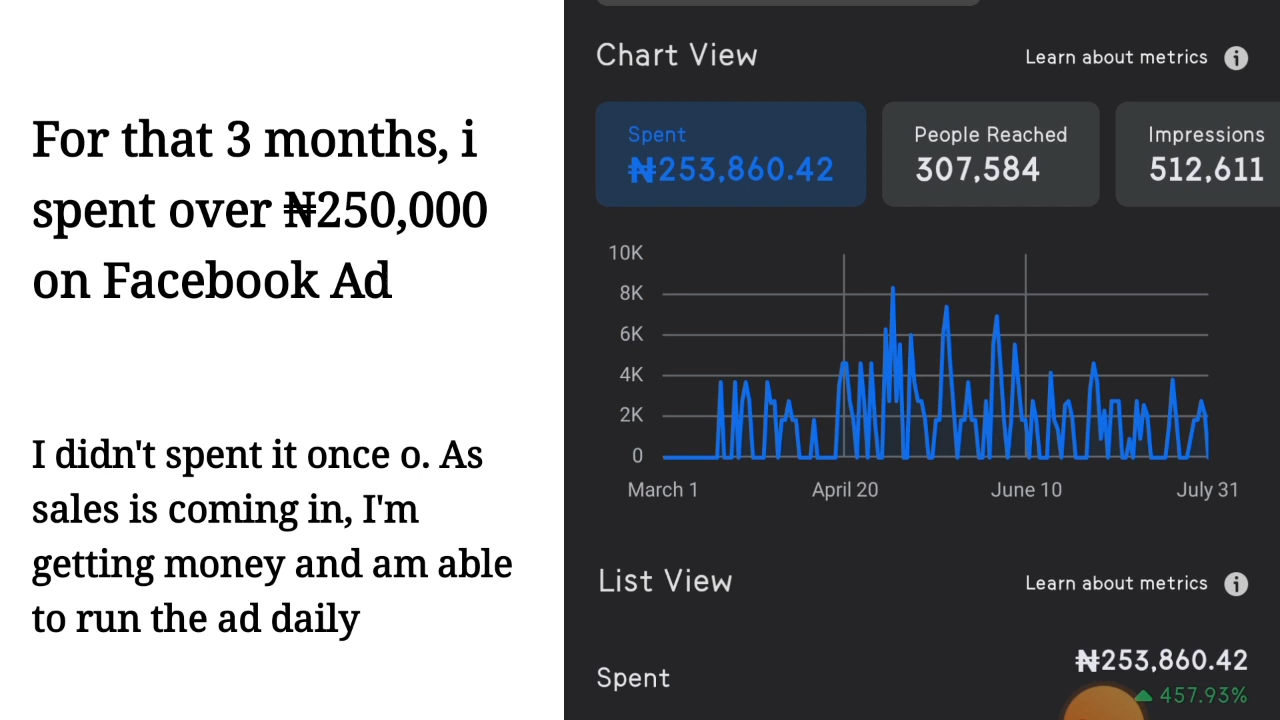 For that 3 months, i
spent over ₦250,000
on Facebook Ad
I didn't spent it once o. As
sales is coming in, I'm
getting money and am able
to run the ad daily
Chart View
Learn about metrics
Spent
₦253,860.42
People Reached
307,584
Impressions
512,611
10K
8K
6K
4K
2K
0
March 1
April 20
June 10
July 31
List View
Learn about metrics
Spent
₦253,860.42
457.93%